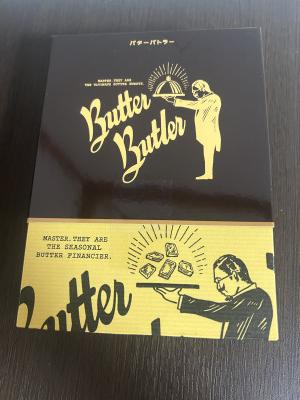 バターバトラー
MASTER.THEY ARE
THE ULTIMATE BUTTER SWEETS.
Butter
Butler
MASTER.THEY ARE
THE SEASONAL
BUTTER FINANCIER.
Butter